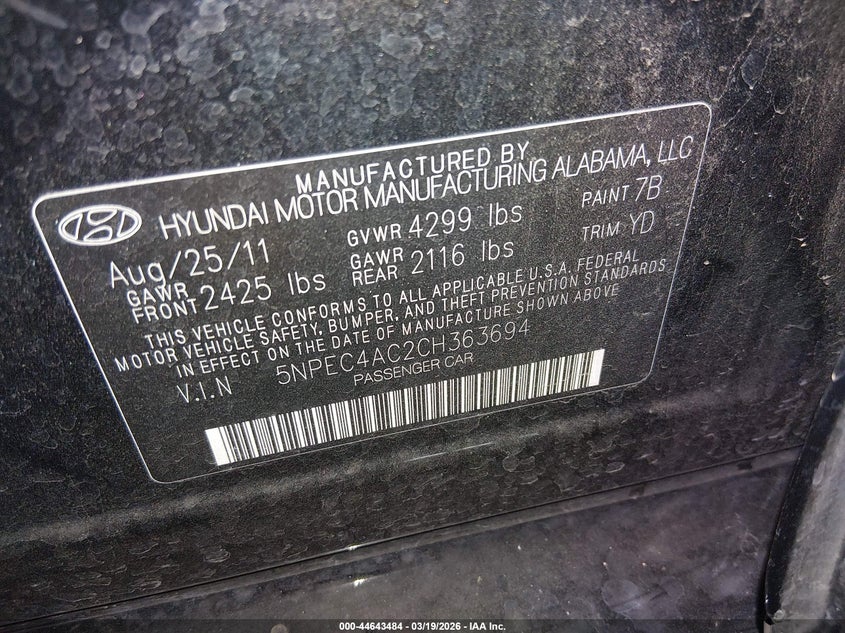 MANUFACTURED BY
HYUNDAI MOTOR MANUFACTURING ALABAMA, LLC
Aug/25/11 GVWR 4299 lbs PAINT 7B
GAWR FRONT 2425 lbs GAWR REAR 2116 lbs TRIM YD
THIS VEHICLE CONFORMS TO ALL APPLICABLE U.S.A. FEDERAL
MOTOR VEHICLE SAFETY, BUMPER, AND THEFT PREVENTION STANDARDS
IN EFFECT ON THE DATE OF MANUFACTURE SHOWN ABOVE
V.I.N 5NPEC4AC2CH363694
PASSENGER CAR
000-44643484 - 03/19/2026 - IAA Inc.